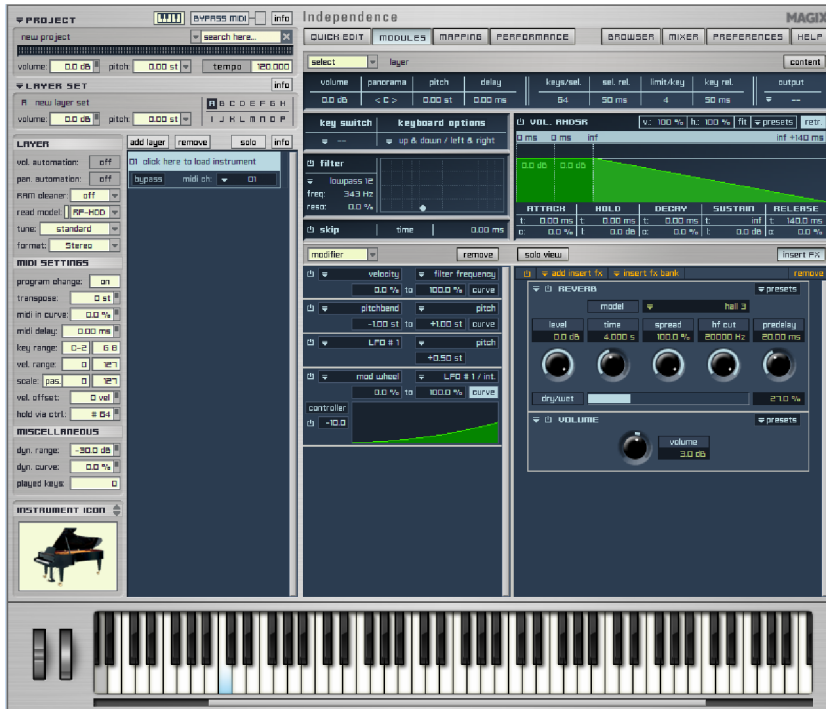 PROJECT BYPASS MIDI info
new project search here...
volume: 0.0 dB pitch: 0.00 st tempo 120.000
LAYER SET info
A new layer set A B C D E F G H
volume: 0.0 dB pitch: 0.00 st I J K L M N O P
LAYER
vol. automation: off
pan. automation: off
RAM cleaner: off
read model: RF-HDD
tune: standard
format: Stereo
MIDI SETTINGS
program change: on
transpose: 0 st
midi in curve: 0.0 %
midi delay: 0.00 ms
key range: C-2 G 8
vel. range: 0 127
scale: pas. 0 127
vel. offset: 0 vel
hold via ctrl: # 64
MISCELLANEOUS
dyn. range: -30.0 dB
dyn. curve: 0.0 %
played keys: 0
INSTRUMENT ICON
add layer remove solo info
01 click here to load instrument
bypass midi ch: 01
Independence MAGIX
QUICK EDIT MODULES MAPPING PERFORMANCE BROWSER MIXER PREFERENCES HELP
select layer content
volume panorama pitch delay keys/sel. sel. rel. limit/key key rel. output
0.0 dB < C > 0.00 st 0.00 ms 64 50 ms 4 50 ms --
key switch keyboard options
-- up & down / left & right
filter
lowpass 12
freq: 343 Hz
reso: 0.0 %
skip time 0.00 ms
VOL. AHDSR v.: 100 % h.: 100 % fit presets retr.
0 ms 0 ms inf inf +140 ms
0.0 dB 0.0 dB
ATTACK HOLD DECAY SUSTAIN RELEASE
t: 0.00 ms t: 0.00 ms t: 0.00 ms t: inf t: 140.0 ms
c: 0.0 % l: 0.0 dB c: 0.0 % l: 0.0 dB c: 0.0 %
modifier remove
velocity filter frequency
0.0 % to 100.0 % curve
pitchbend pitch
-1.00 st to +1.00 st curve
LFO # 1 pitch
+0.50 st
mod wheel LFO # 1 / int.
0.0 % to 100.0 % curve
controller
-10.0
solo view insert FX
add insert fx insert fx bank remove
REVERB presets
model hall 3
level time spread hf cut predelay
0.0 dB 4.000 s 100.0 % 20000 Hz 20.00 ms
dry/wet 27.0 %
VOLUME presets
volume
3.0 dB